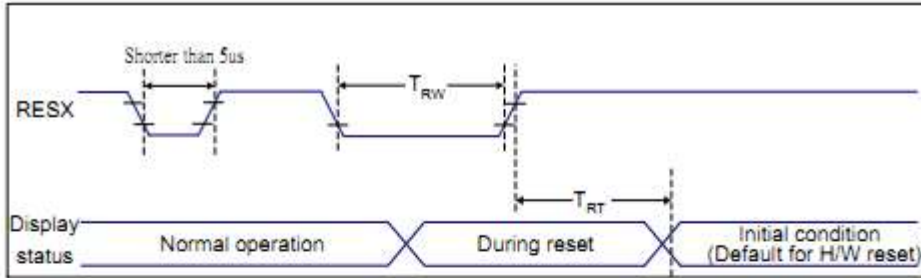 Shorter than 5us
TRW
RESX
TRT
Display
status
Normal operation
During reset
Initial condition
(Default for H/W reset)